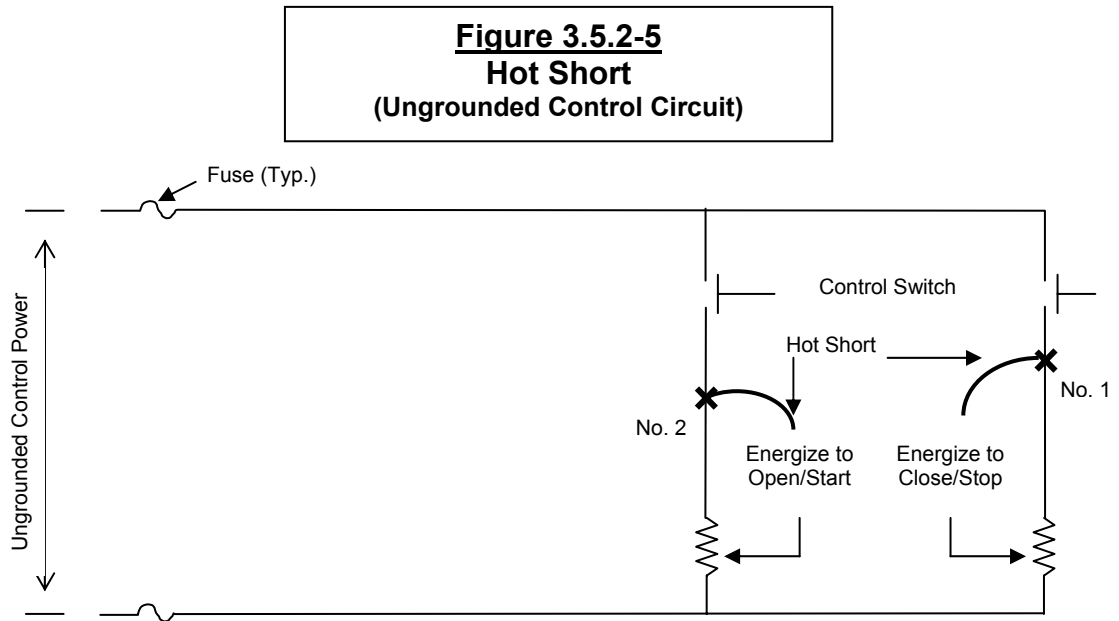 Figure 3.5.2-5
Hot Short
(Ungrounded Control Circuit)
Fuse (Typ.)
Ungrounded Control Power
Control Switch
Hot Short
No. 1
No. 2
Energize to
Open/Start
Energize to
Close/Stop